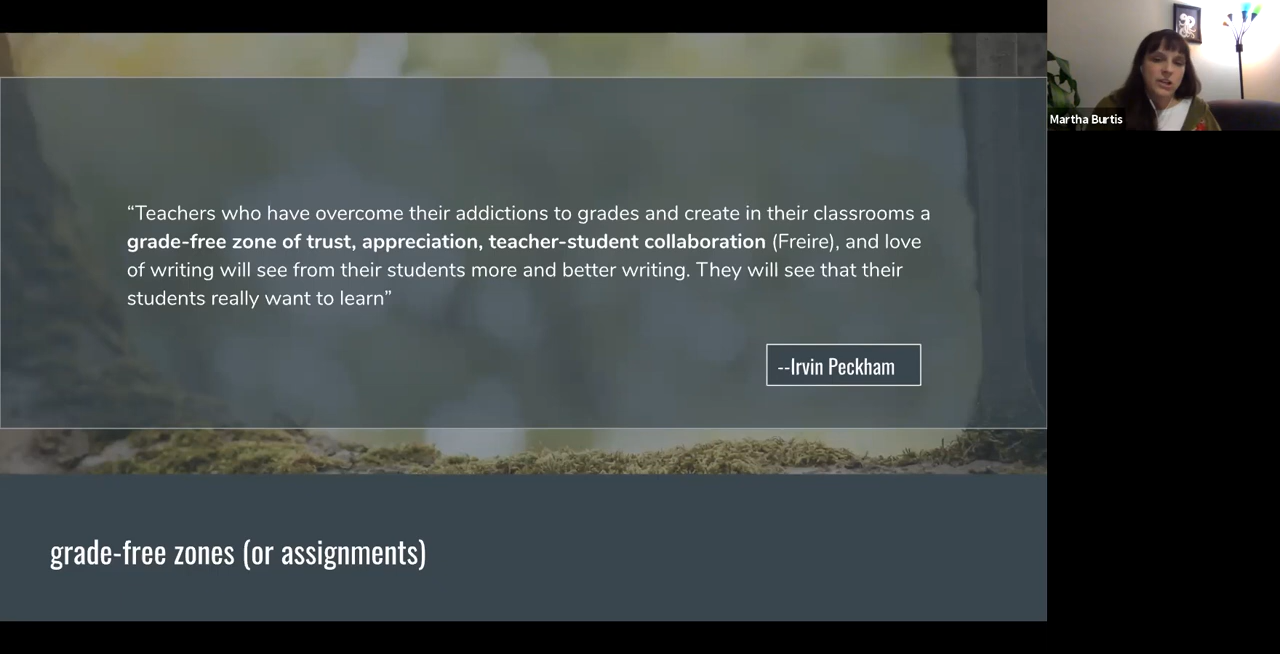 “Teachers who have overcome their addictions to grades and create in their classrooms a
grade-free zone of trust, appreciation, teacher-student collaboration (Freire), and love
of writing will see from their students more and better writing. They will see that their
students really want to learn”
--Irvin Peckham
grade-free zones (or assignments)
Martha Burtis